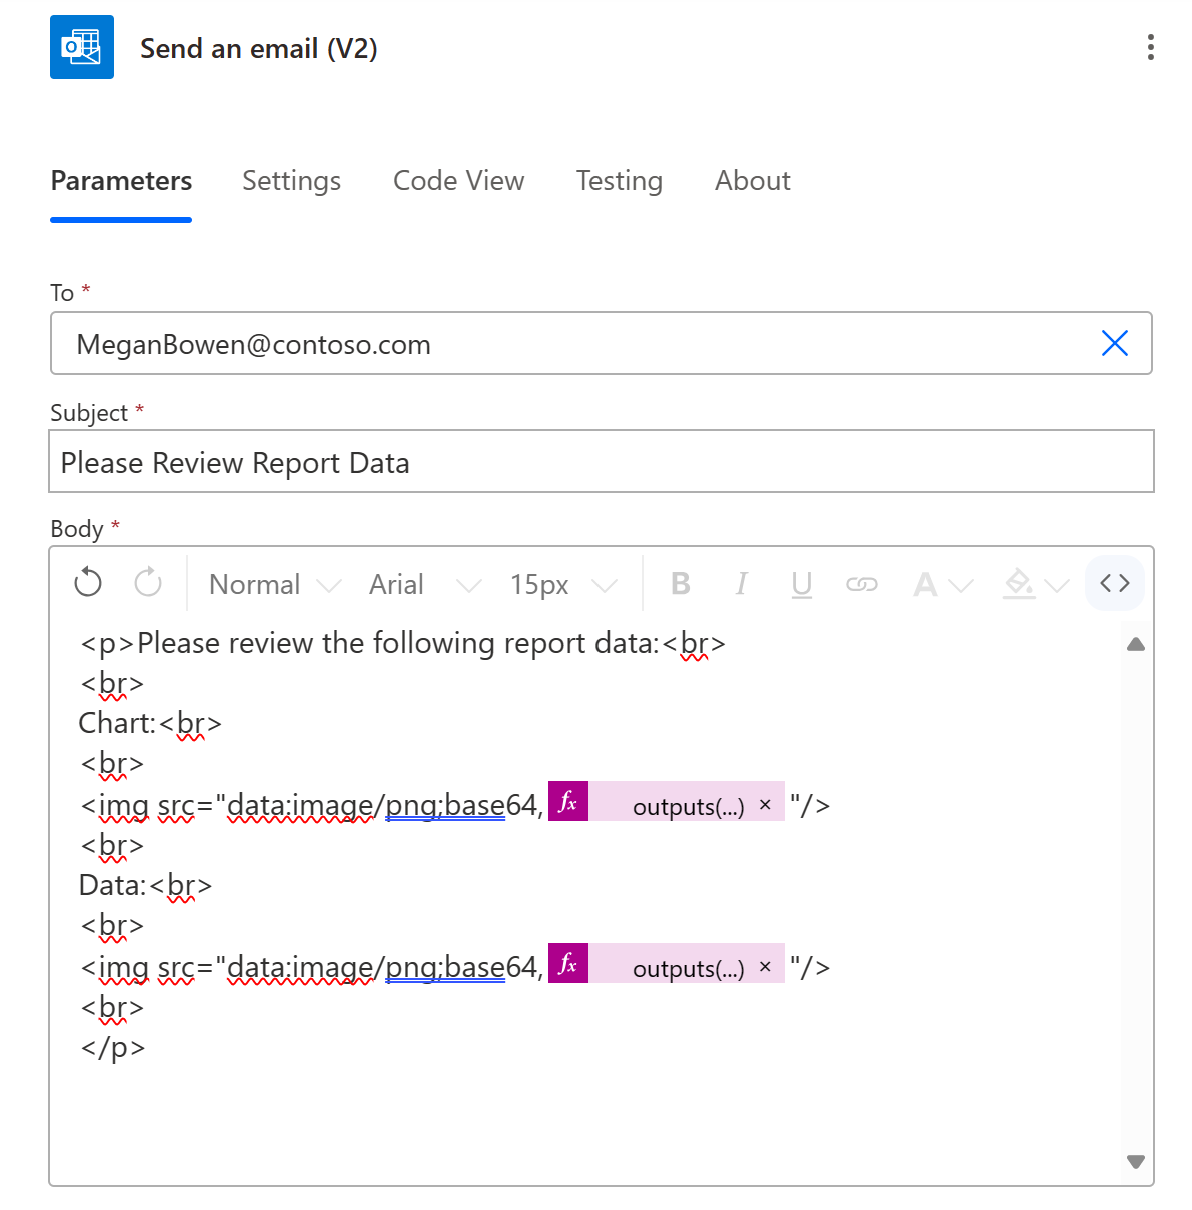 Send an email (V2)
Parameters Settings Code View Testing About
To *
MeganBowen@contoso.com
Subject *
Please Review Report Data
Body *
Normal Arial 15px B I U A <>
<p>Please review the following report data:<br>
<br>
Chart:<br>
<br>
<img src="data:image/png;base64, fx outputs(...) × "/>
<br>
Data:<br>
<br>
<img src="data:image/png;base64, fx outputs(...) × "/>
<br>
</p>